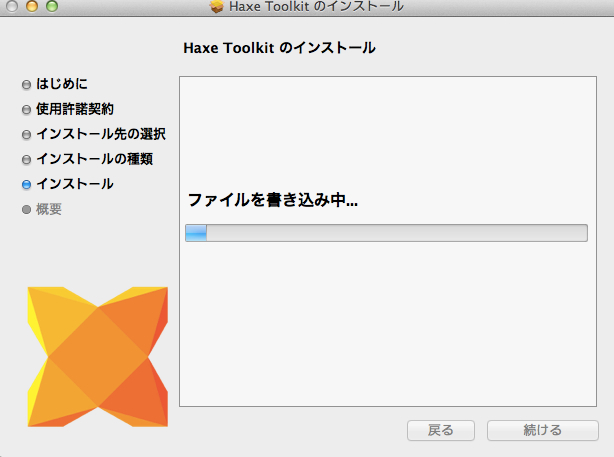 Haxe Toolkit のインストール
Haxe Toolkit のインストール
はじめに
使用許諾契約
インストール先の選択
インストールの種類
インストール
概要
ファイルを書き込み中...
戻る
続ける